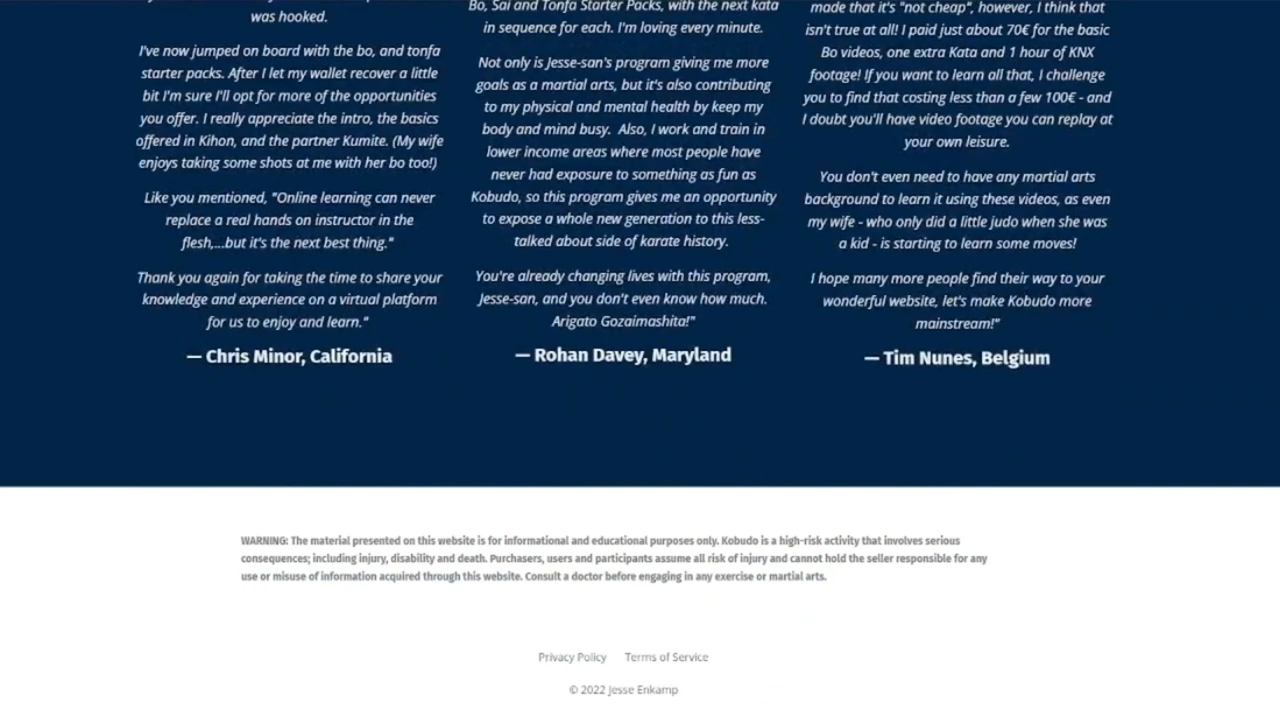 was hooked.
I've now jumped on board with the bo, and tonfa
starter packs. After I let my wallet recover a little
bit I'm sure I'll opt for more of the opportunities
you offer. I really appreciate the intro, the basics
offered in Kihon, and the partner Kumite. (My wife
enjoys taking some shots at me with her bo too!)
Like you mentioned, "Online learning can never
replace a real hands on instructor in the
flesh,...but it's the next best thing."
Thank you again for taking the time to share your
knowledge and experience on a virtual platform
for us to enjoy and learn."
— Chris Minor, California
Bo, Sai and Tonfa Starter Packs, with the next kata
in sequence for each. I'm loving every minute.
Not only is Jesse-san's program giving me more
goals as a martial arts, but it's also contributing
to my physical and mental health by keep my
body and mind busy. Also, I work and train in
lower income areas where most people have
never had exposure to something as fun as
Kobudo, so this program gives me an opportunity
to expose a whole new generation to this less-
talked about side of karate history.
You're already changing lives with this program,
Jesse-san, and you don't even know how much.
Arigato Gozaimashita!"
— Rohan Davey, Maryland
made that it's "not cheap", however, I think that
isn't true at all! I paid just about 70€ for the basic
Bo videos, one extra Kata and 1 hour of KNX
footage! If you want to learn all that, I challenge
you to find that costing less than a few 100€ - and
I doubt you'll have video footage you can replay at
your own leisure.
You don't even need to have any martial arts
background to learn it using these videos, as even
my wife - who only did a little judo when she was
a kid - is starting to learn some moves!
I hope many more people find their way to your
wonderful website, let's make Kobudo more
mainstream!"
— Tim Nunes, Belgium
WARNING: The material presented on this website is for informational and educational purposes only. Kobudo is a high-risk activity that involves serious
consequences; including injury, disability and death. Purchasers, users and participants assume all risk of injury and cannot hold the seller responsible for any
use or misuse of information acquired through this website. Consult a doctor before engaging in any exercise or martial arts.
Privacy Policy Terms of Service
© 2022 Jesse Enkamp